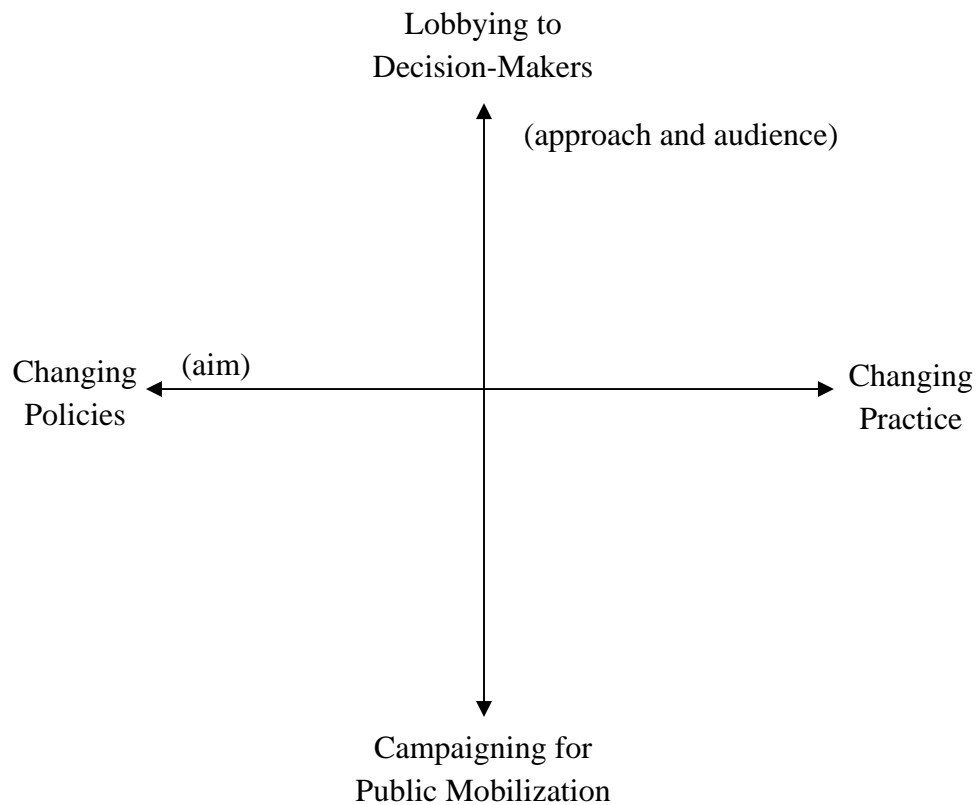 Lobbying to
Decision-Makers
(approach and audience)
(aim)
Changing
Policies
Changing
Practice
Campaigning for
Public Mobilization